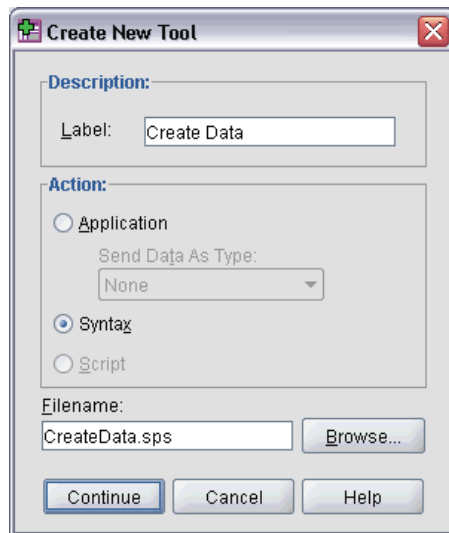 Create New Tool
Description:
Label: Create Data
Action:
Application
Send Data As Type:
None
Syntax
Script
Filename:
CreateData.sps Browse...
Continue Cancel Help